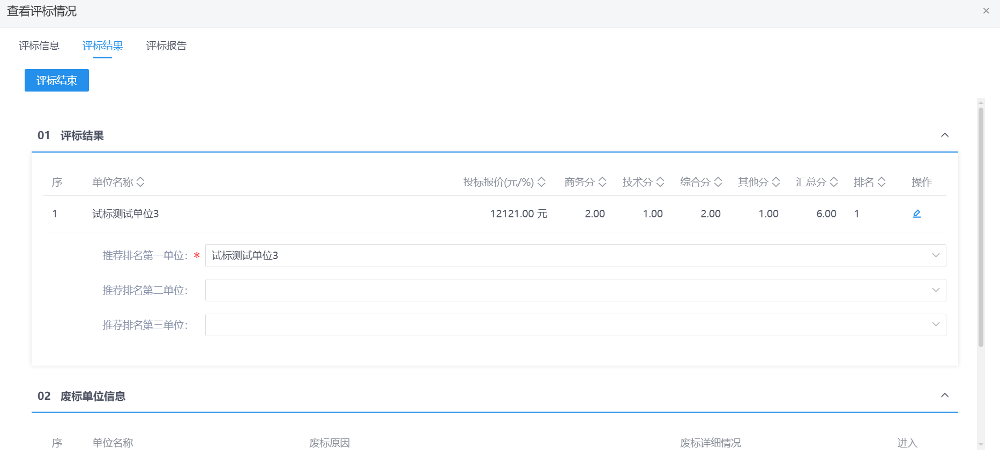 查看评标情况
评标信息 评标结果 评标报告
评标结束
01 评标结果
序 单位名称 投标报价(元/%) 商务分 技术分 综合分 其他分 汇总分 排名 操作
1 试标测试单位3 12121.00 元 2.00 1.00 2.00 1.00 6.00 1
推荐排名第一单位: * 试标测试单位3
推荐排名第二单位:
推荐排名第三单位:
02 废标单位信息
序 单位名称 废标原因 废标详细情况 进入